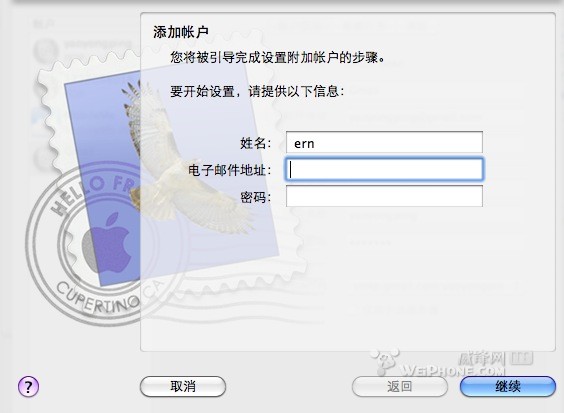 添加帐户
您将被引导完成设置附加帐户的步骤。
要开始设置，请提供以下信息：
姓名： ern
电子邮件地址：
密码：
HELLO FR
CUPERTINO, CA
威锋网
WEIPHONE.COM
? 取消 返回 继续